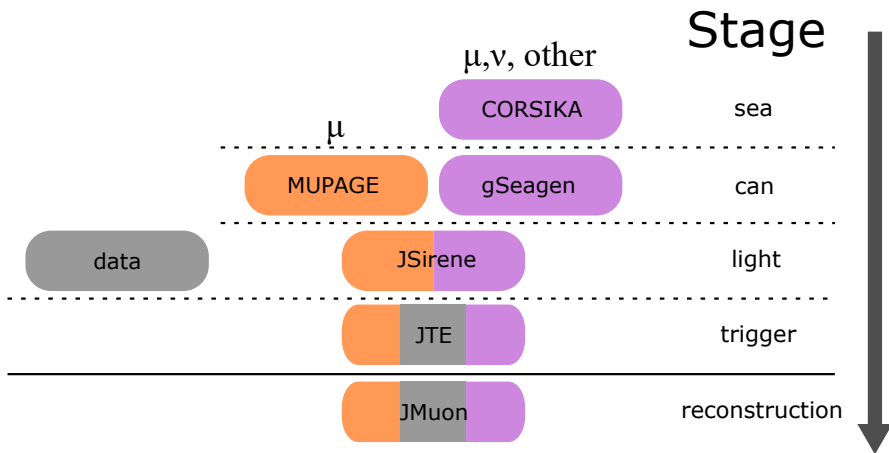 Stage
μ,ν, other
CORSIKA
sea
μ
MUPAGE
gSeagen
can
data
JSirene
light
JTE
trigger
JMuon
reconstruction